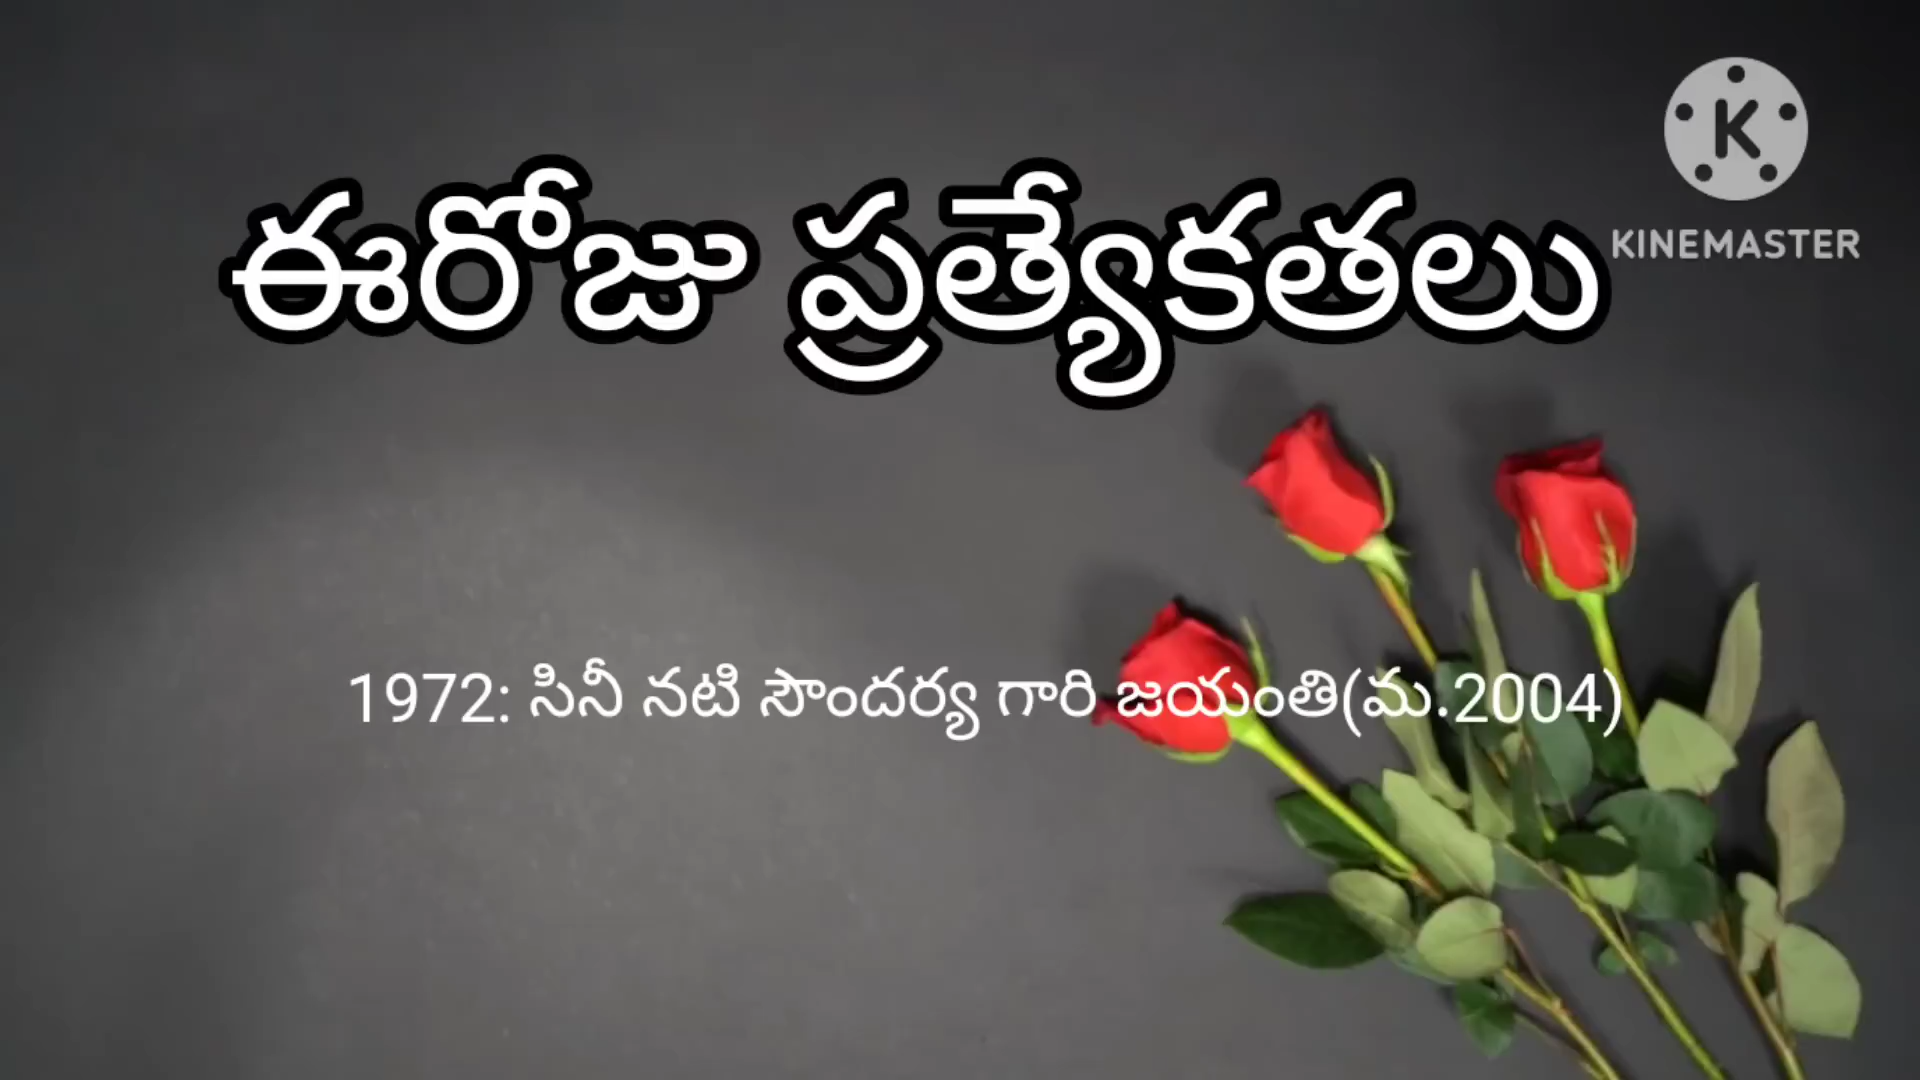 ఈరోజు ప్రత్యేకతలు
K
KINEMASTER
1972: సినీ నటి సౌందర్య గారి జయంతి(మ.2004)